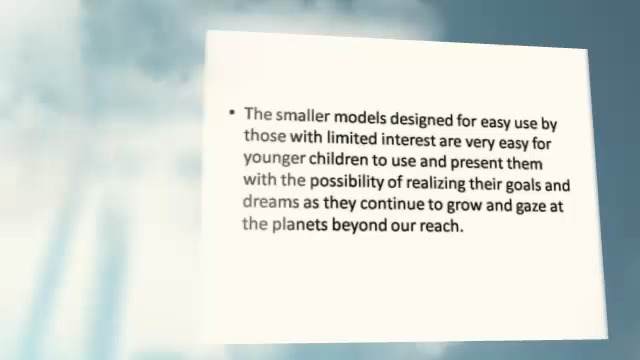 • The smaller models designed for easy use by
those with limited interest are very easy for
younger children to use and present them
with the possibility of realizing their goals and
dreams as they continue to grow and gaze at
the planets beyond our reach.